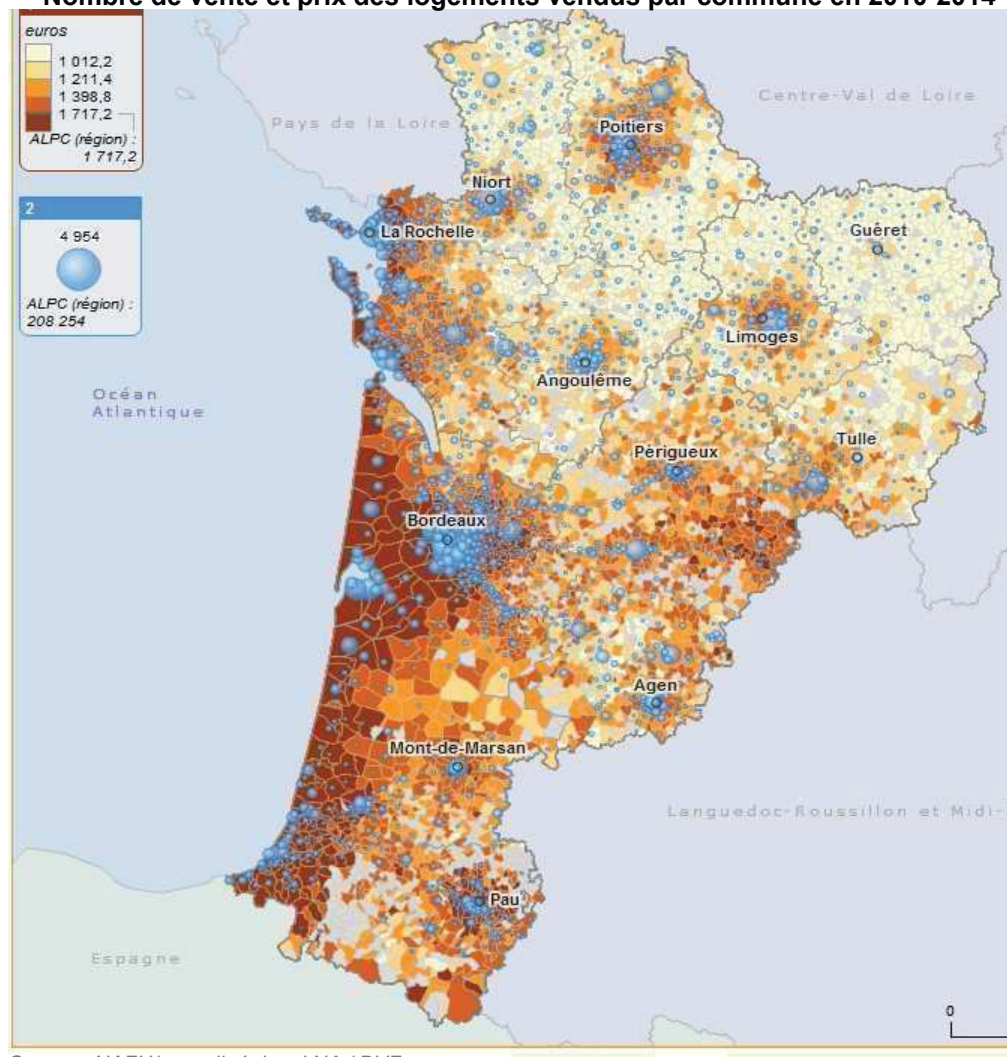 Nombre de vente et prix des logements vendus par commune en 2010-2014
euros
1 012,2
1 211,4
1 398,8
1 717,2
ALPC (région) :
1 717,2
2
4 954
ALPC (région) :
208 254
Centre-Val de Loire
Pays de la Loire
Poitiers
Niort
La Rochelle
Guéret
Limoges
Angoulême
Océan
Atlantique
Périgueux
Tulle
Bordeaux
Agen
Mont-de-Marsan
Languedoc-Roussillon et Midi-
Pau
Espagne
0